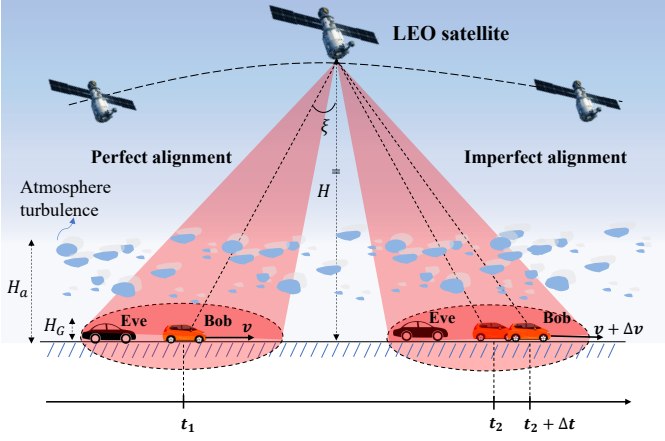 LEO satellite
ξ
Perfect alignment
Imperfect alignment
H
Atmosphere
turbulence
H_a
H_G
Eve
Bob
v
Eve
Bob
v + Δv
t_1
t_2
t_2 + Δt